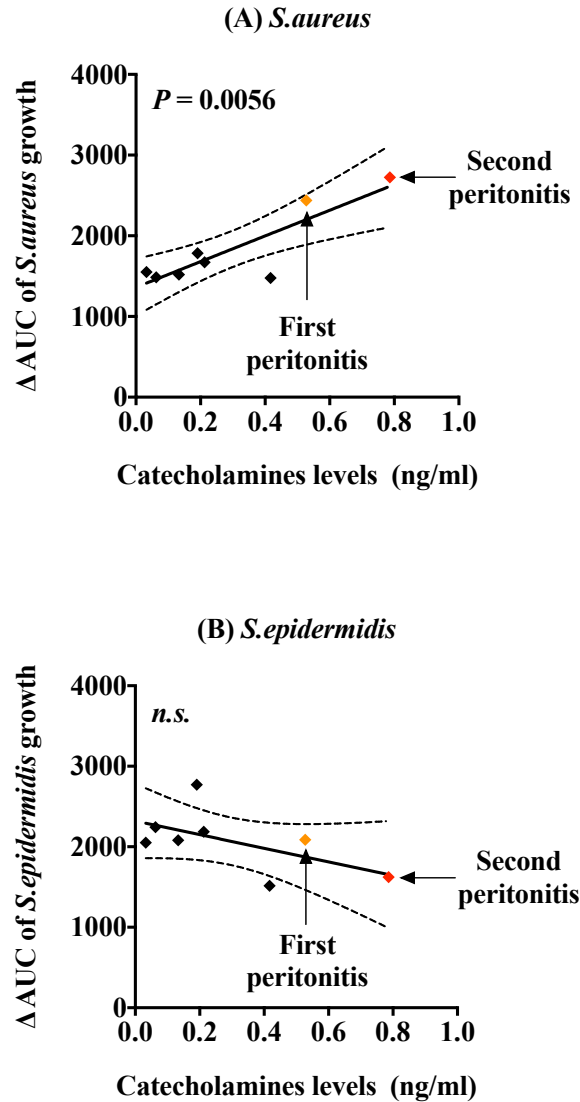 (A) S.aureus
4000
P = 0.0056
3000
Second
peritonitis
2000
First
peritonitis
1000
0
0.0 0.2 0.4 0.6 0.8 1.0
ΔAUC of S.aureus growth
Catecholamines levels (ng/ml)
(B) S.epidermidis
4000
n.s.
3000
2000
Second
peritonitis
1000
First
peritonitis
0
0.0 0.2 0.4 0.6 0.8 1.0
ΔAUC of S.epidermidis growth
Catecholamines levels (ng/ml)